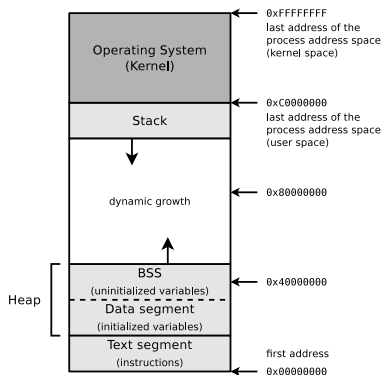 0xFFFFFFFF
Operating System
(Kernel)
last address of the
process address space
(kernel space)
0xC0000000
Stack
last address of the
process address space
(user space)
dynamic growth
0x80000000
BSS
(uninitialized variables)
0x40000000
Heap
Data segment
(initialized variables)
Text segment
(instructions)
first address
0x00000000